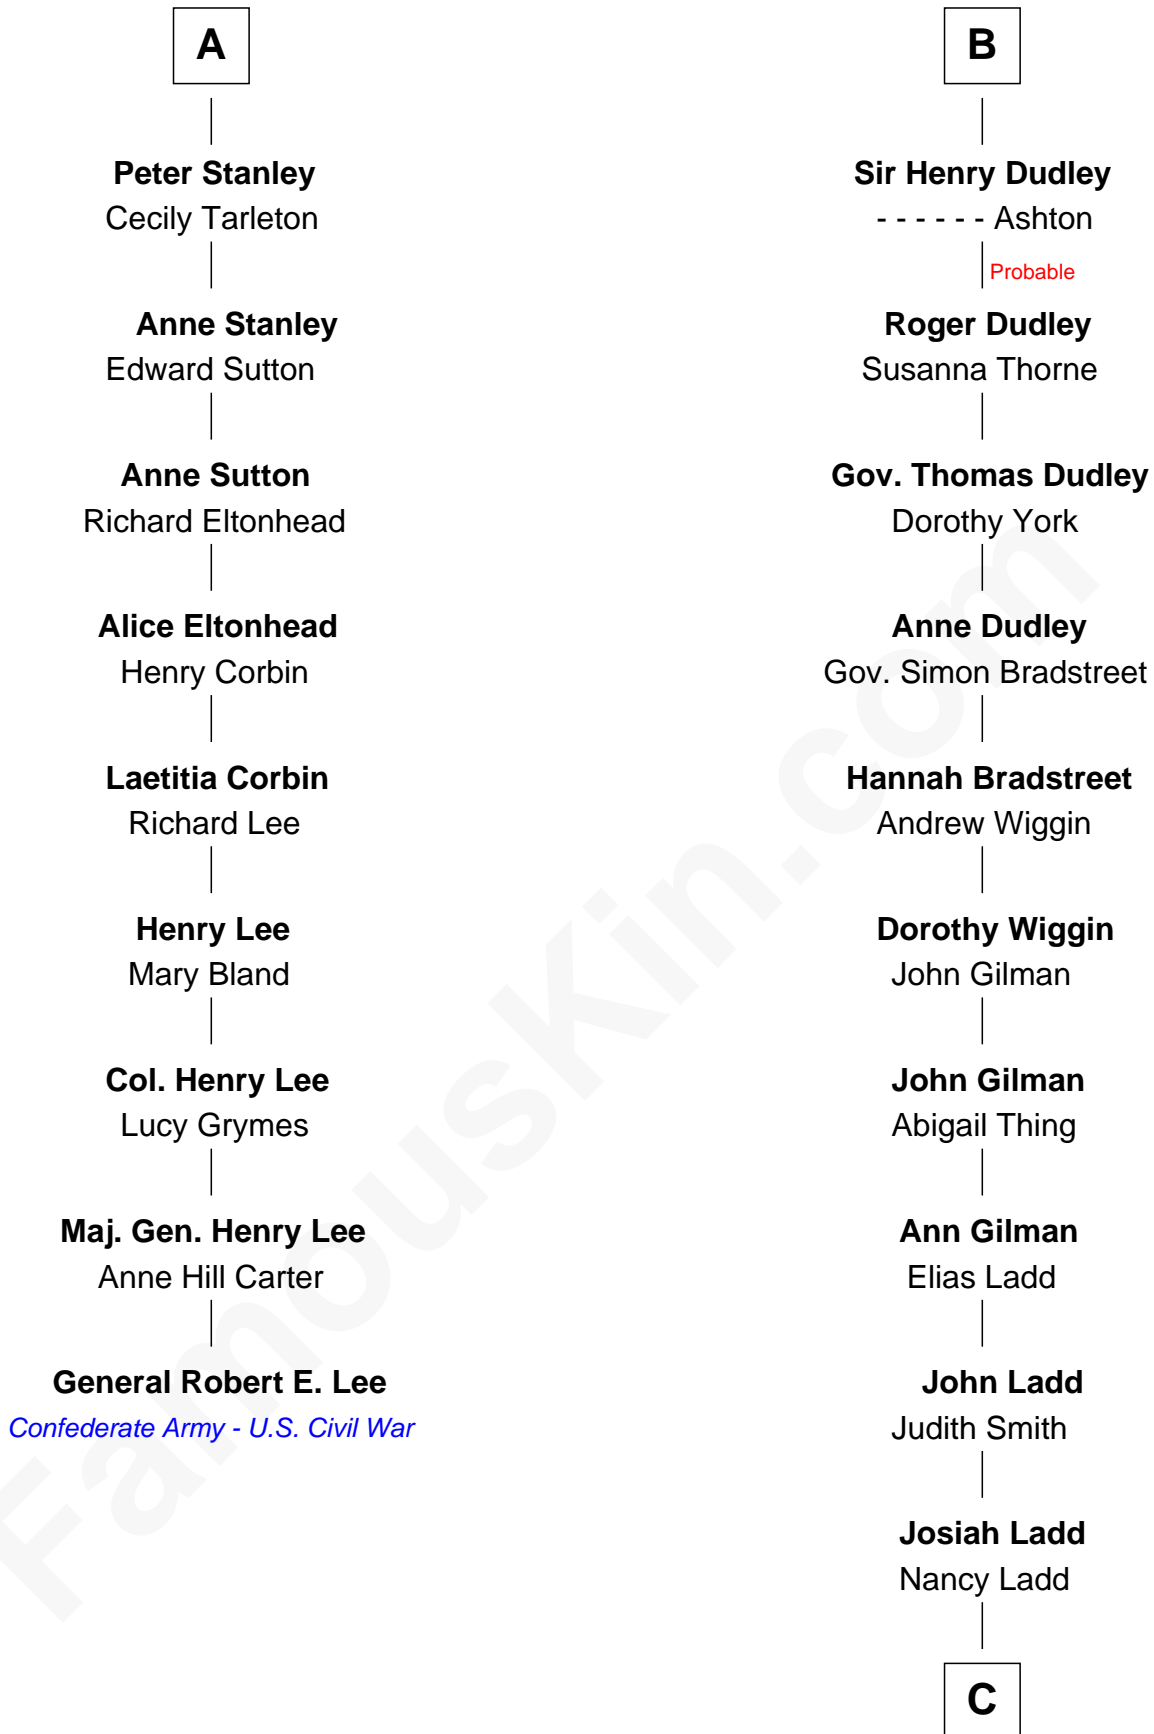 A
Peter Stanley
Cecily Tarleton
Anne Stanley
Edward Sutton
Anne Sutton
Richard Eltonhead
Alice Eltonhead
Henry Corbin
Laetitia Corbin
Richard Lee
Henry Lee
Mary Bland
Col. Henry Lee
Lucy Grymes
Maj. Gen. Henry Lee
Anne Hill Carter
General Robert E. Lee
Confederate Army - U.S. Civil War
B
Sir Henry Dudley
- - - - - - Ashton
Probable
Roger Dudley
Susanna Thorne
Gov. Thomas Dudley
Dorothy York
Anne Dudley
Gov. Simon Bradstreet
Hannah Bradstreet
Andrew Wiggin
Dorothy Wiggin
John Gilman
John Gilman
Abigail Thing
Ann Gilman
Elias Ladd
John Ladd
Judith Smith
Josiah Ladd
Nancy Ladd
C
FamousKin.com